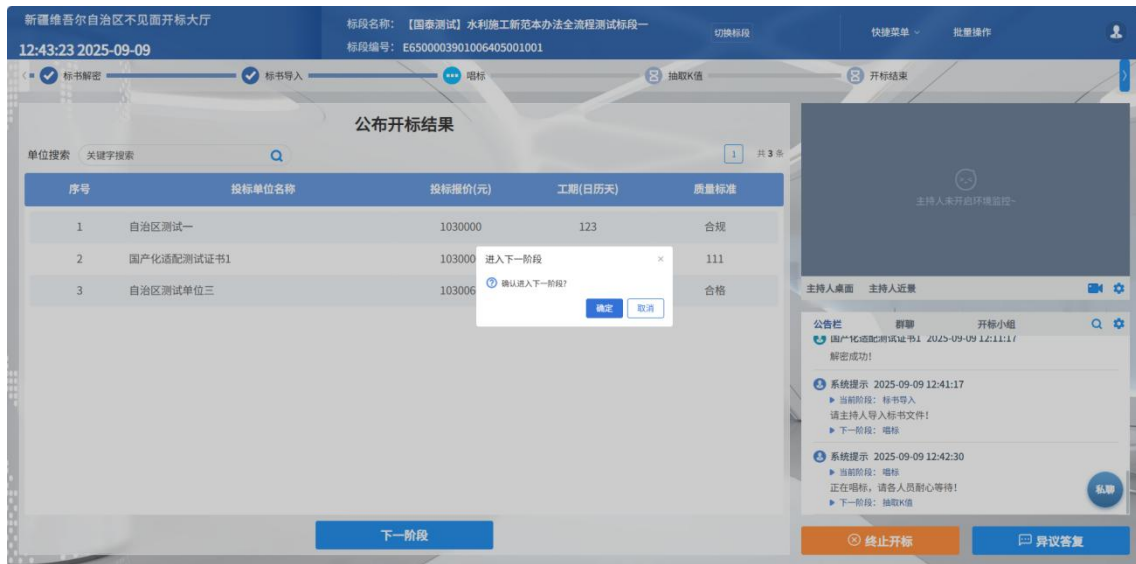 新疆维吾尔自治区不见面开标大厅
12:43:23 2025-09-09
标段名称: 【国泰测试】水利施工新范本办法全流程测试标段一
标段编号: E6500003901006405001001
切换标段
快捷菜单
批量操作
标书解密
标书导入
唱标
抽取K值
开标结束
公布开标结果
单位搜索 关键字搜索
1 共 3 条
序号 投标单位名称 投标报价(元) 工期(日历天) 质量标准
1 自治区测试一 1030000 123 合规
2 国产化适配测试证书1 103000 111
3 自治区测试单位三 103006 合格
进入下一阶段 ×
确认进入下一阶段?
确定 取消
下一阶段
主持人未开启环境监控~
主持人桌面 主持人近景
公告栏 群聊 开标小组
国产化适配测试证书1 2025-09-09 12:11:17
解密成功!
系统提示 2025-09-09 12:41:17
当前阶段: 标书导入
请主持人导入标书文件!
下一阶段: 唱标
系统提示 2025-09-09 12:42:30
当前阶段: 唱标
正在唱标，请各人员耐心等待!
下一阶段: 抽取K值
私聊
终止开标
异议答复